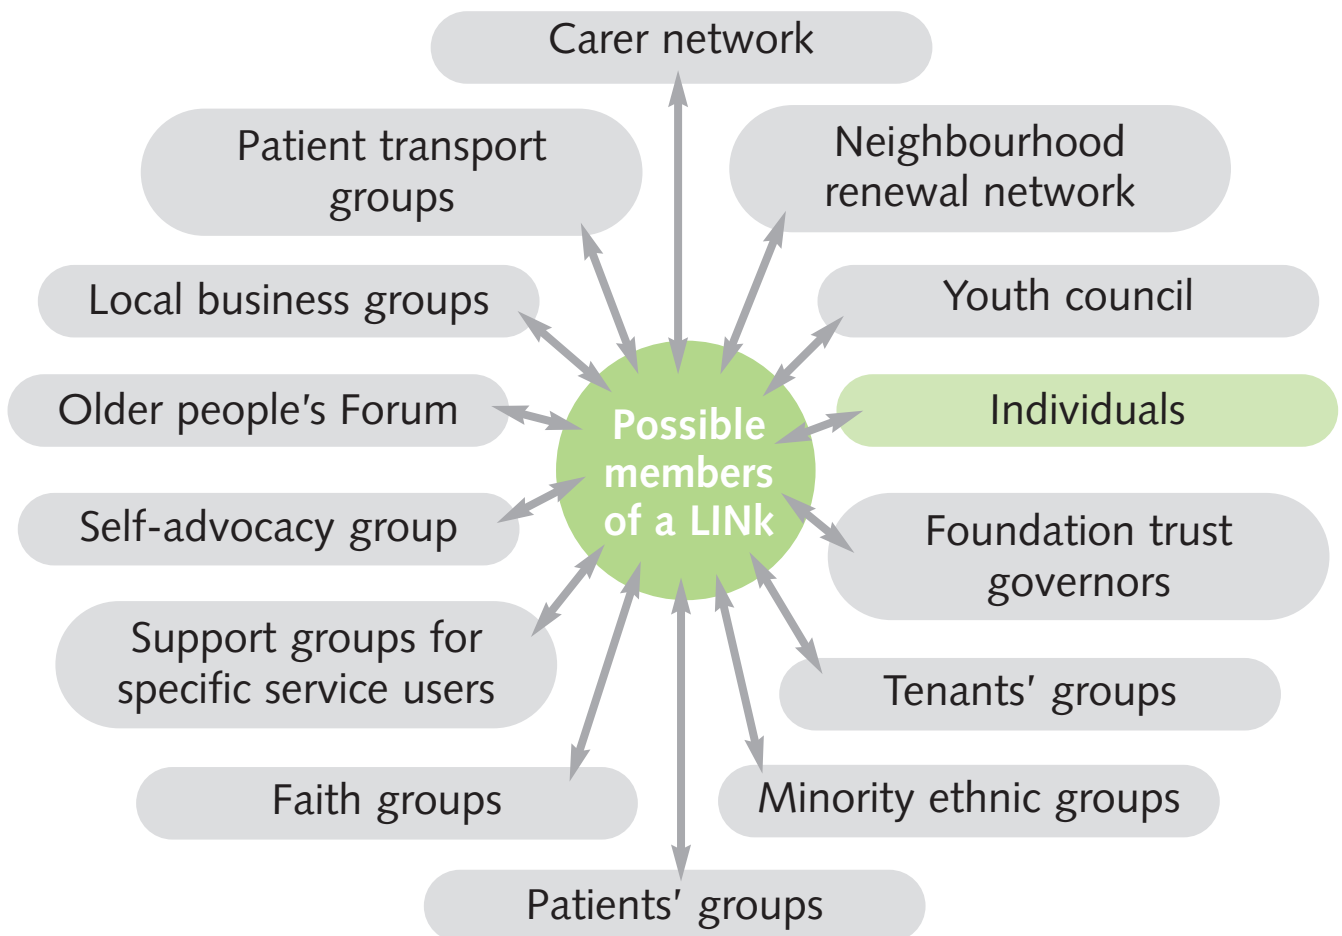 Carer network
Patient transport
groups
Neighbourhood
renewal network
Local business groups
Youth council
Older people's Forum
Individuals
Possible
members
of a LINk
Self-advocacy group
Foundation trust
governors
Support groups for
specific service users
Tenants' groups
Faith groups
Minority ethnic groups
Patients' groups